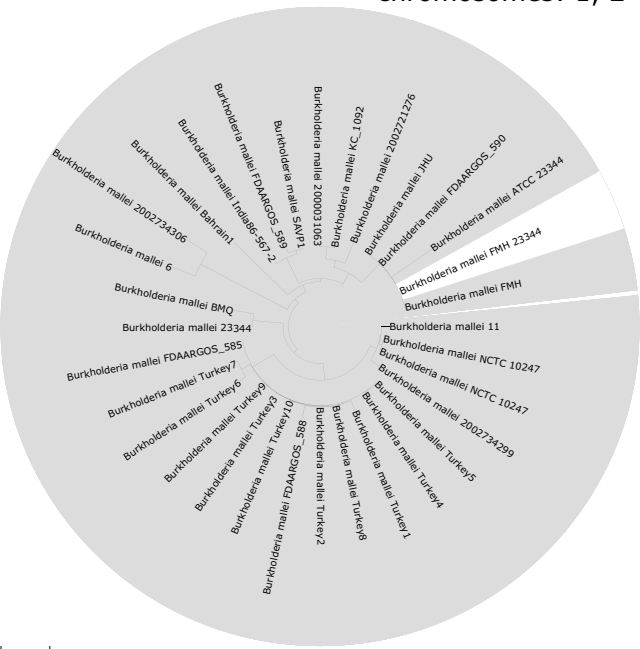 Burkholderia mallei 2000031063
Burkholderia mallei KC_1092
Burkholderia mallei 2002721276
Burkholderia mallei JHU
Burkholderia mallei FDAARGOS_590
Burkholderia mallei ATCC 23344
Burkholderia mallei FMH 23344
Burkholderia mallei FMH
Burkholderia mallei 11
Burkholderia mallei NCTC 10247
Burkholderia mallei NCTC 10247
Burkholderia mallei 2002734299
Burkholderia mallei Turkey5
Burkholderia mallei Turkey4
Burkholderia mallei Turkey1
Burkholderia mallei Turkey8
Burkholderia mallei Turkey2
Burkholderia mallei FDAARGOS_588
Burkholderia mallei Turkey10
Burkholderia mallei Turkey3
Burkholderia mallei Turkey9
Burkholderia mallei Turkey6
Burkholderia mallei Turkey7
Burkholderia mallei FDAARGOS_585
Burkholderia mallei 23344
Burkholderia mallei BMQ
Burkholderia mallei 6
Burkholderia mallei 2002734306
Burkholderia mallei Bahrain1
Burkholderia mallei India86-567-2
Burkholderia mallei FDAARGOS_589
Burkholderia mallei SAVP1